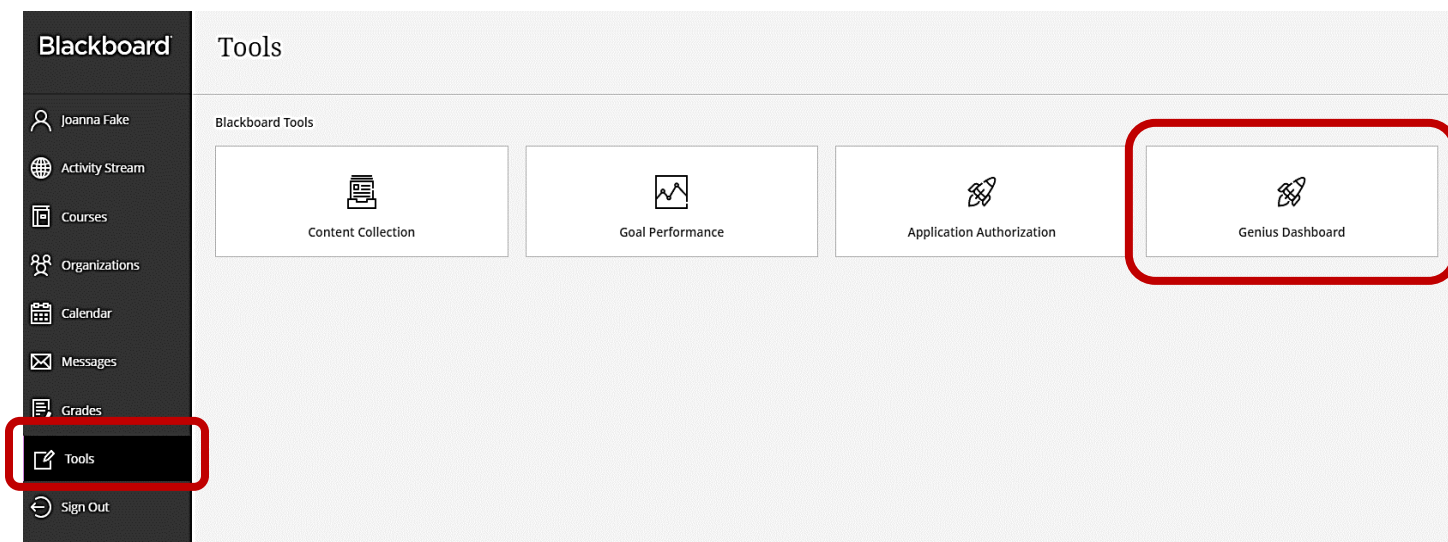 Blackboard
Joanna Fake
Activity Stream
Courses
Organizations
Calendar
Messages
Grades
Tools
Sign Out
Tools
Blackboard Tools
Content Collection
Goal Performance
Application Authorization
Genius Dashboard